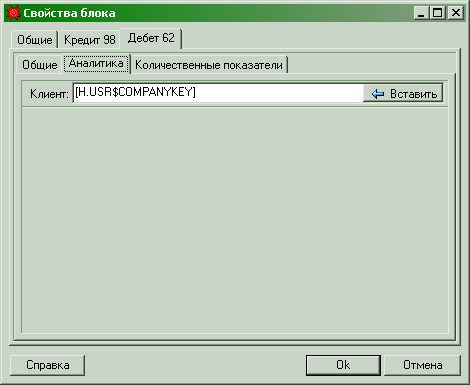 Свойства блока
Общие Кредит 98 Дебет 62
Общие Аналитика Количественные показатели
Клиент: [H.USR$COMPANYKEY] Вставить
Справка Ok Отмена